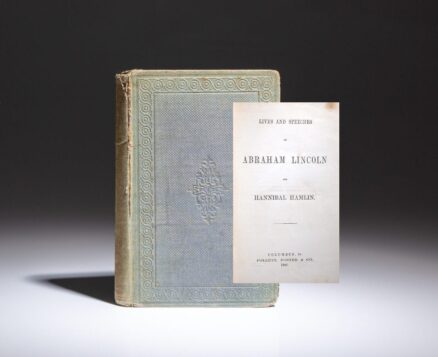 LIVES AND SPEECHES
OF
ABRAHAM LINCOLN
AND
HANNIBAL HAMLIN.
COLUMBUS, O:
FOLLETT, FOSTER & CO.
1860.